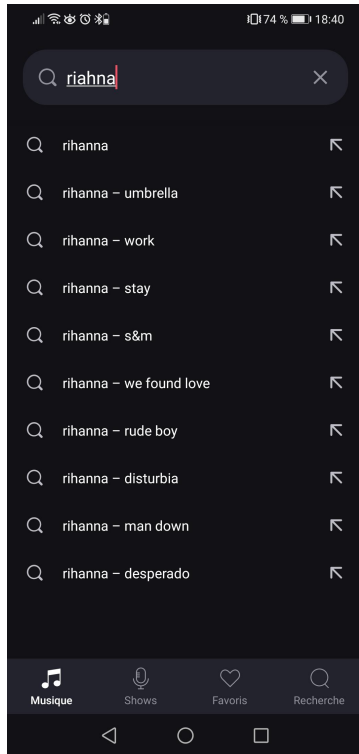 74 % 18:40
riahna
rihanna
rihanna – umbrella
rihanna – work
rihanna – stay
rihanna – s&m
rihanna – we found love
rihanna – rude boy
rihanna – disturbia
rihanna – man down
rihanna – desperado
Musique Shows Favoris Recherche